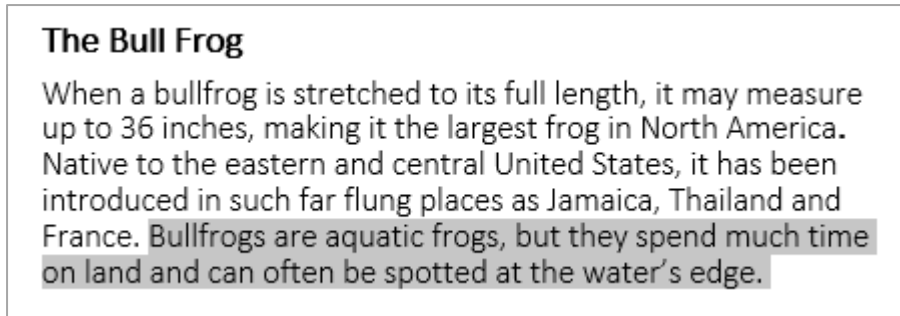 The Bull Frog
When a bullfrog is stretched to its full length, it may measure
up to 36 inches, making it the largest frog in North America.
Native to the eastern and central United States, it has been
introduced in such far flung places as Jamaica, Thailand and
France. Bullfrogs are aquatic frogs, but they spend much time
on land and can often be spotted at the water’s edge.